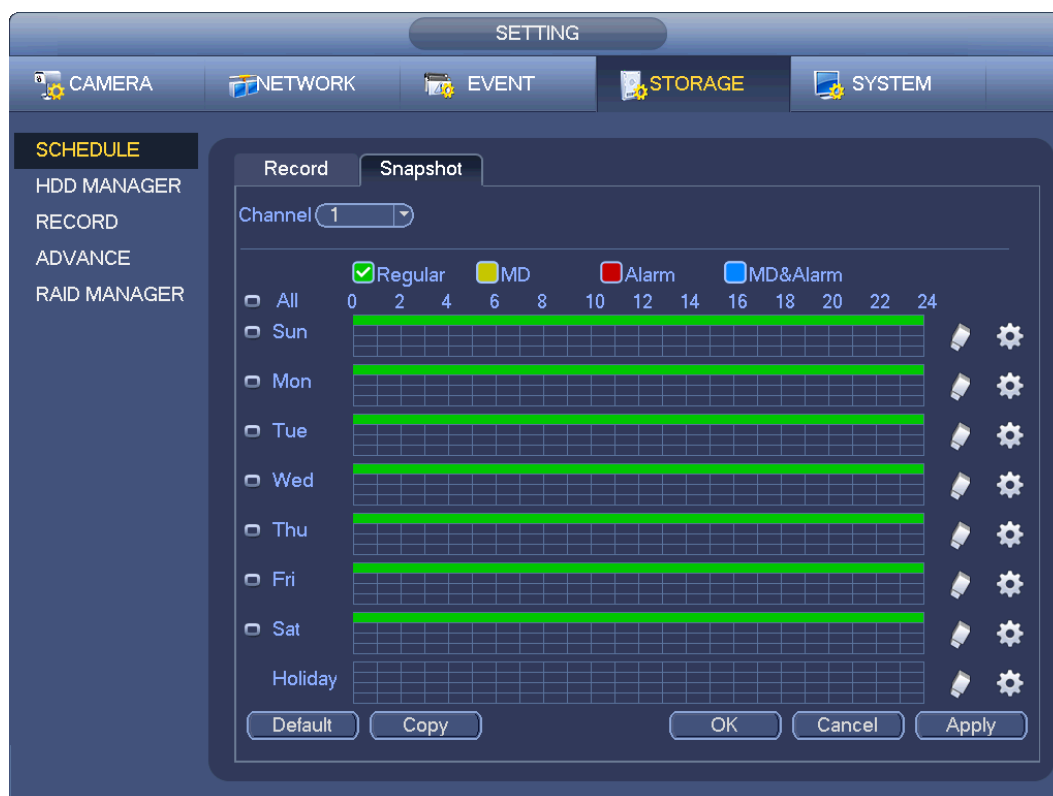 SETTING
CAMERA NETWORK EVENT STORAGE SYSTEM
SCHEDULE
HDD MANAGER
RECORD
ADVANCE
RAID MANAGER
Record Snapshot
Channel 1
Regular MD Alarm MD&Alarm
All 0 2 4 6 8 10 12 14 16 18 20 22 24
Sun
Mon
Tue
Wed
Thu
Fri
Sat
Holiday
Default Copy OK Cancel Apply